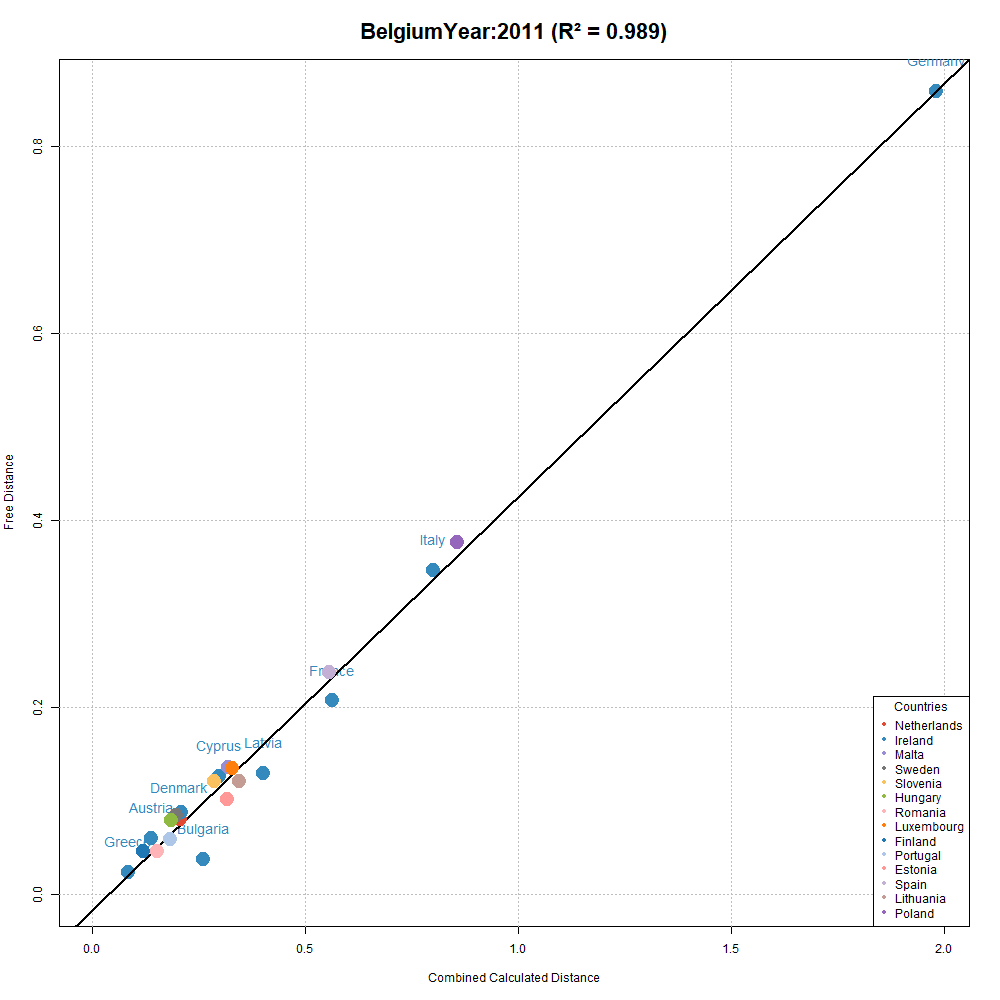 BelgiumYear:2011 (R² = 0.989)
Germany
0.8
0.6
Free Distance
0.4
Italy
France
0.2
Cyprus Latvia
Denmark
Austria
Bulgaria
0.0
0.0 0.5 1.0 1.5 2.0
Combined Calculated Distance
Countries
Netherlands
Ireland
Malta
Sweden
Slovenia
Hungary
Romania
Luxembourg
Finland
Portugal
Estonia
Spain
Lithuania
Poland